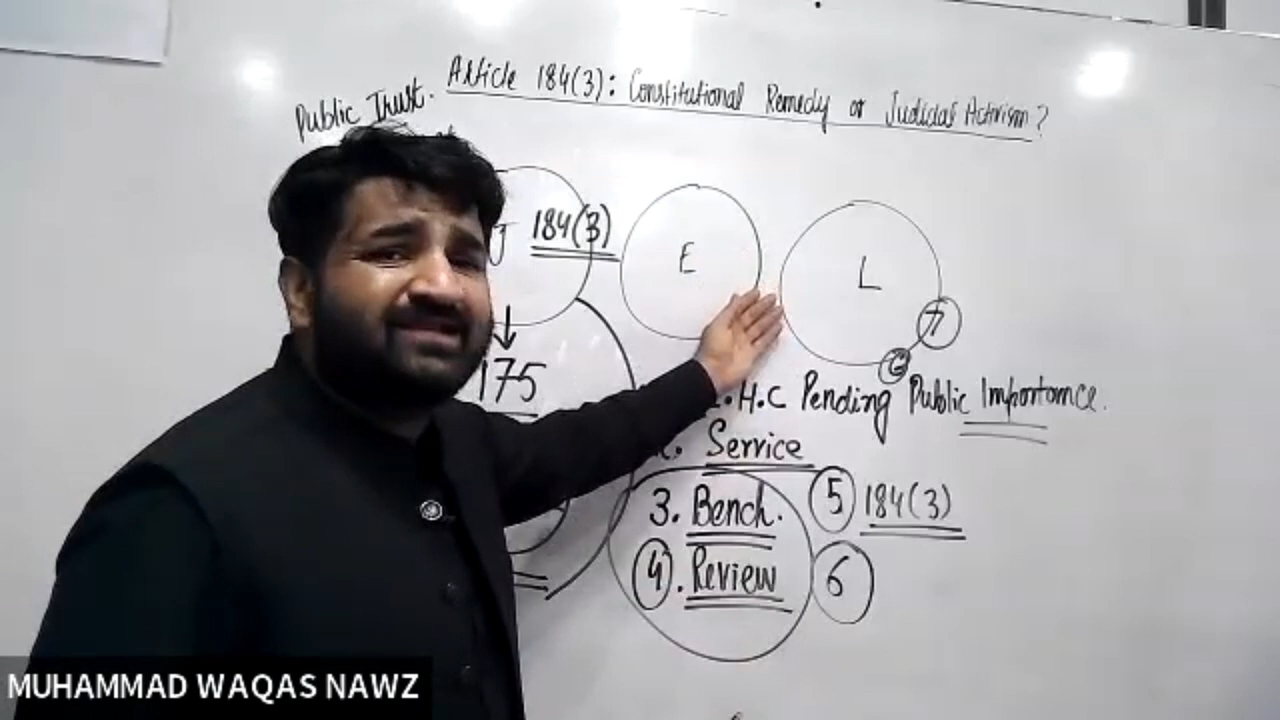 Article 184(3): Constitutional Remedy or Judicial Activism?
Public Trust.
J 184(3)
E
L
7
175
H.C Pending Public Importance.
Service
3. Bench.
5 184(3)
4. Review
6
MUHAMMAD WAQAS NAWZ